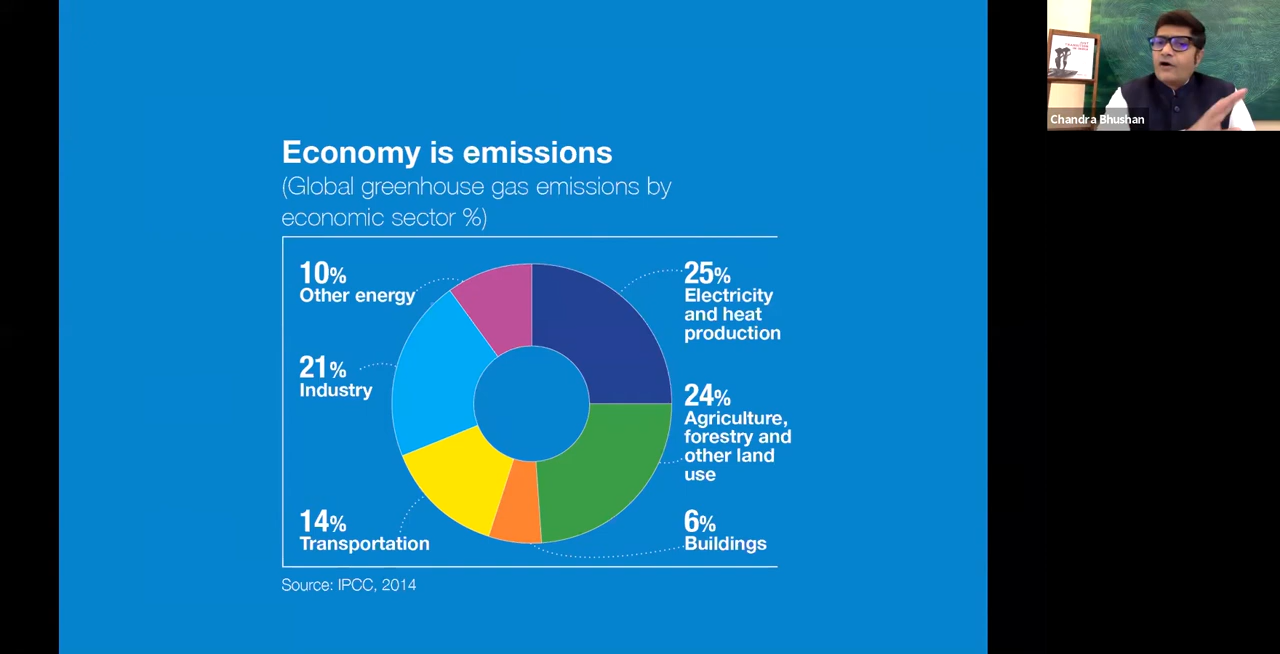 Economy is emissions
(Global greenhouse gas emissions by
economic sector %)
10%
Other energy
21%
Industry
14%
Transportation
25%
Electricity
and heat
production
24%
Agriculture,
forestry and
other land
use
6%
Buildings
Source: IPCC, 2014
Chandra Bhushan